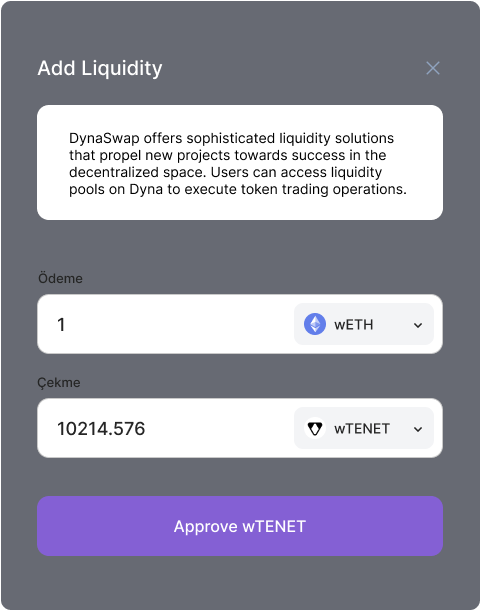 Add Liquidity
DynaSwap offers sophisticated liquidity solutions
that propel new projects towards success in the
decentralized space. Users can access liquidity
pools on Dyna to execute token trading operations.
Ödeme
1 wETH
Çekme
10214.576 wTENET
Approve wTENET